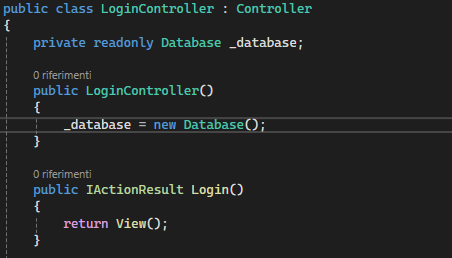 public class LoginController : Controller
{
private readonly Database _database;
0 riferimenti
public LoginController()
{
_database = new Database();
}
0 riferimenti
public IActionResult Login()
{
return View();
}